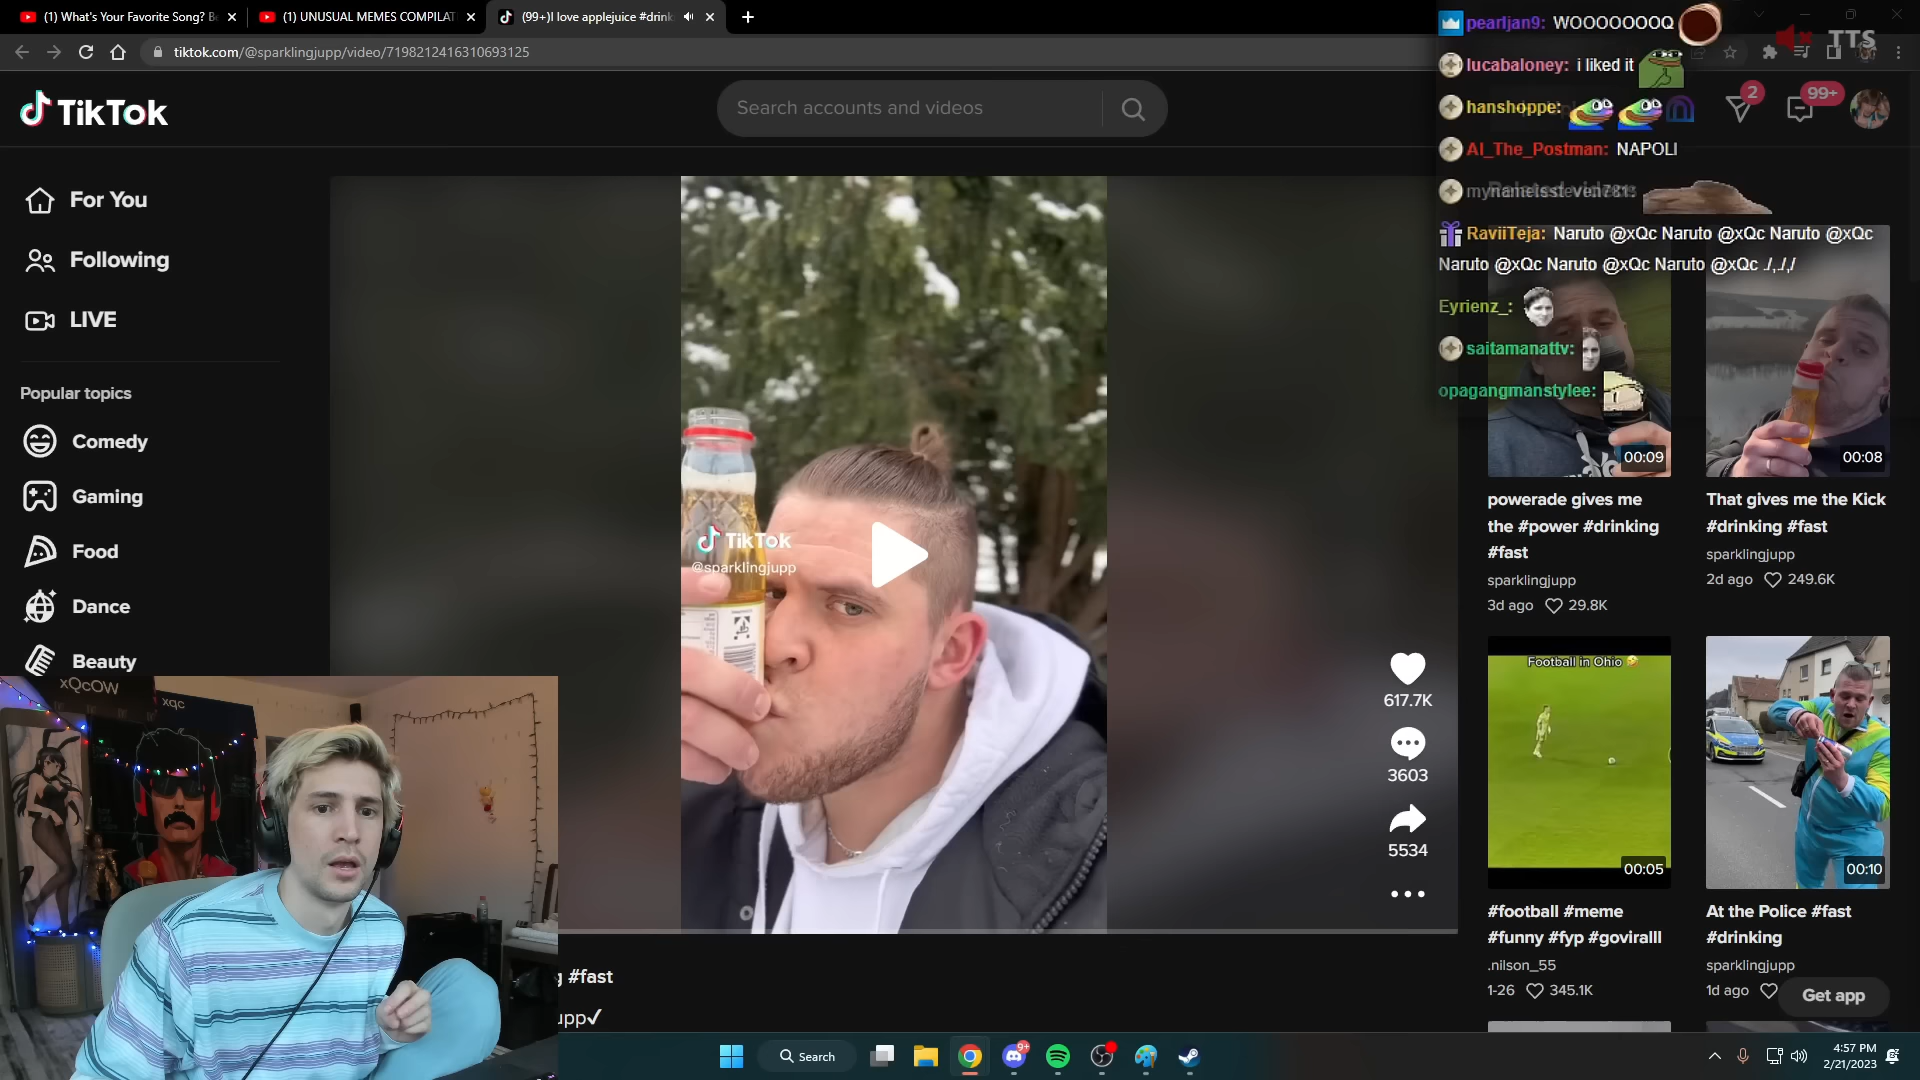 (1) What's Your Favorite Song?
(1) UNUSUAL MEMES COMPILAT
(99+)I love applejuice #drink
tiktok.com/@sparklingjupp/video/7198212416310693125
TikTok
Search accounts and videos
2
99+
TTS
pearljan9: WOOOOOOOQ
lucabaloney: i liked it
hanshoppe:
Al_The_Postman: NAPOLI
RaviiTeja: Naruto @xQc Naruto @xQc Naruto @xQc
Naruto @xQc Naruto @xQc Naruto @xQc ./,./,/
Eyrienz_:
saitamanattv:
opagangmanstylee:
For You
Following
LIVE
Popular topics
Comedy
Gaming
Food
Dance
Beauty
TikTok
@sparklingjupp
617.7K
3603
5534
00:09
powerade gives me
the #power #drinking
#fast
sparklingjupp
3d ago 29.8K
00:08
That gives me the Kick
#drinking #fast
sparklingjupp
2d ago 249.6K
Football in Ohio
00:05
#football #meme
#funny #fyp #goviralll
.nilson_55
1-26 345.1K
00:10
At the Police #fast
#drinking
sparklingjupp
1d ago
Get app
xQcOW
xqc
#fast
upp✓
Search
9+
4:57 PM
2/21/2023